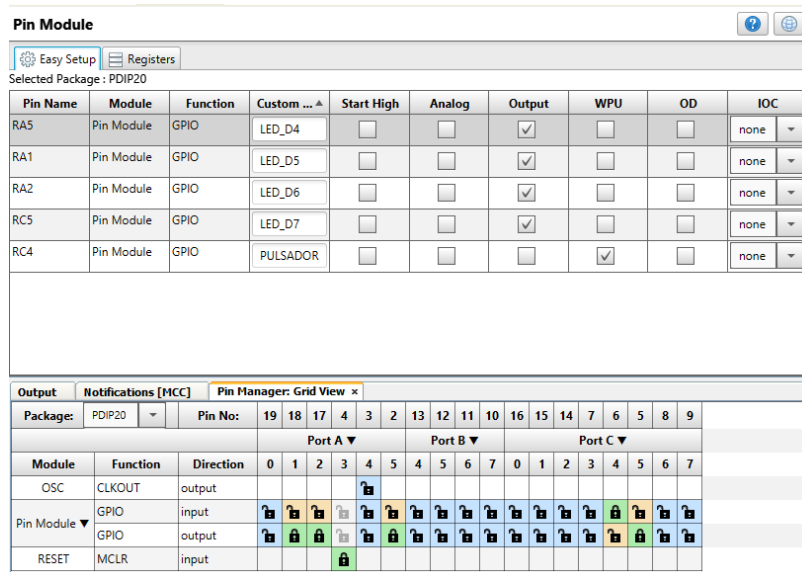 Pin Module
Easy Setup Registers
Selected Package : PDIP20
Pin Name Module Function Custom ... Start High Analog Output WPU OD IOC
RA5 Pin Module GPIO LED_D4 none
RA1 Pin Module GPIO LED_D5 none
RA2 Pin Module GPIO LED_D6 none
RC5 Pin Module GPIO LED_D7 none
RC4 Pin Module GPIO PULSADOR none
Output Notifications [MCC] Pin Manager: Grid View ×
Package: PDIP20 Pin No: 19 18 17 4 3 2 13 12 11 10 16 15 14 7 6 5 8 9
Port A ▼ Port B ▼ Port C ▼
Module Function Direction 0 1 2 3 4 5 4 5 6 7 0 1 2 3 4 5 6 7
OSC CLKOUT output
Pin Module ▼ GPIO input
GPIO output
RESET MCLR input